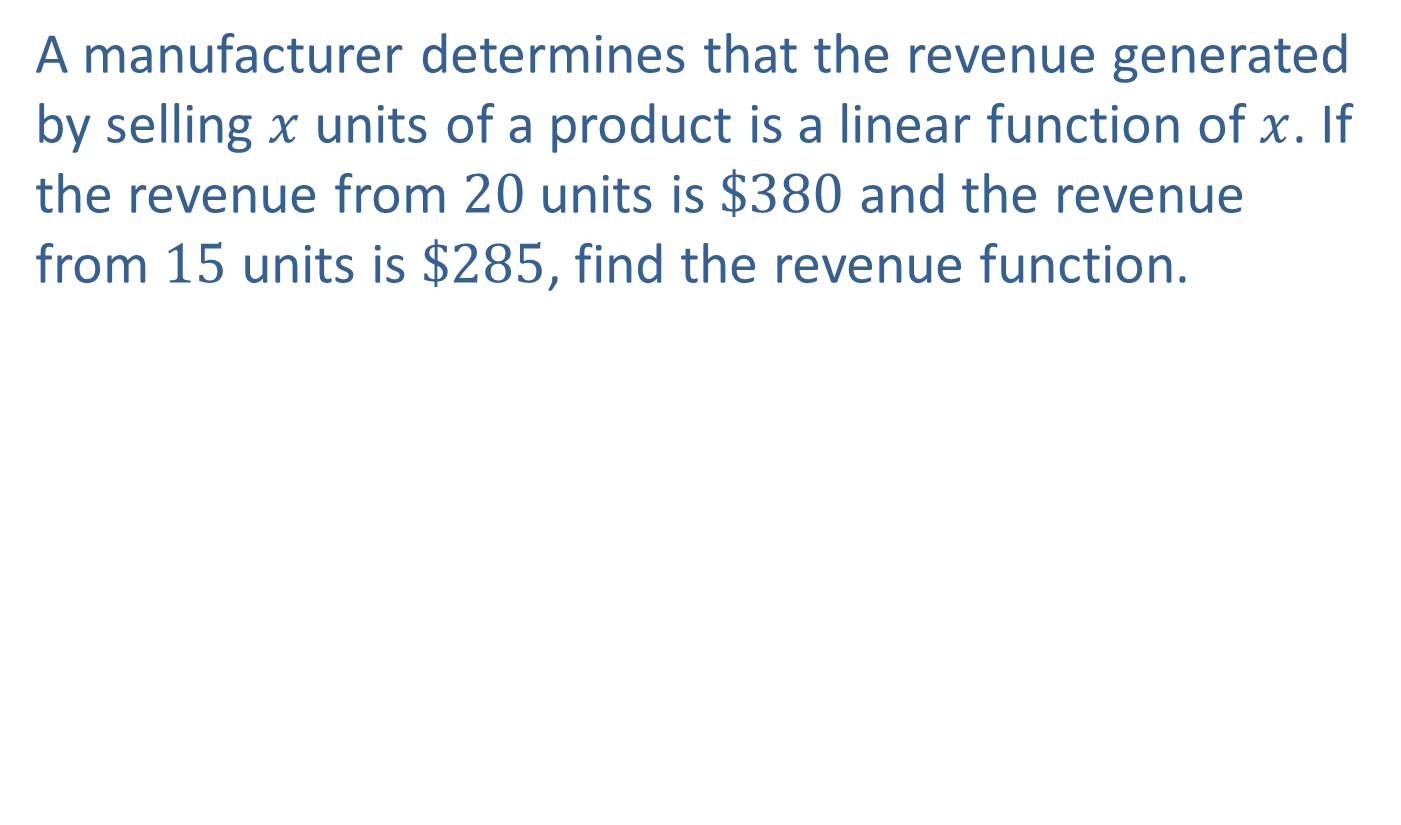 A manufacturer determines that the revenue generated
by selling x units of a product is a linear function of x. If
the revenue from 20 units is $380 and the revenue
from 15 units is $285, find the revenue function.